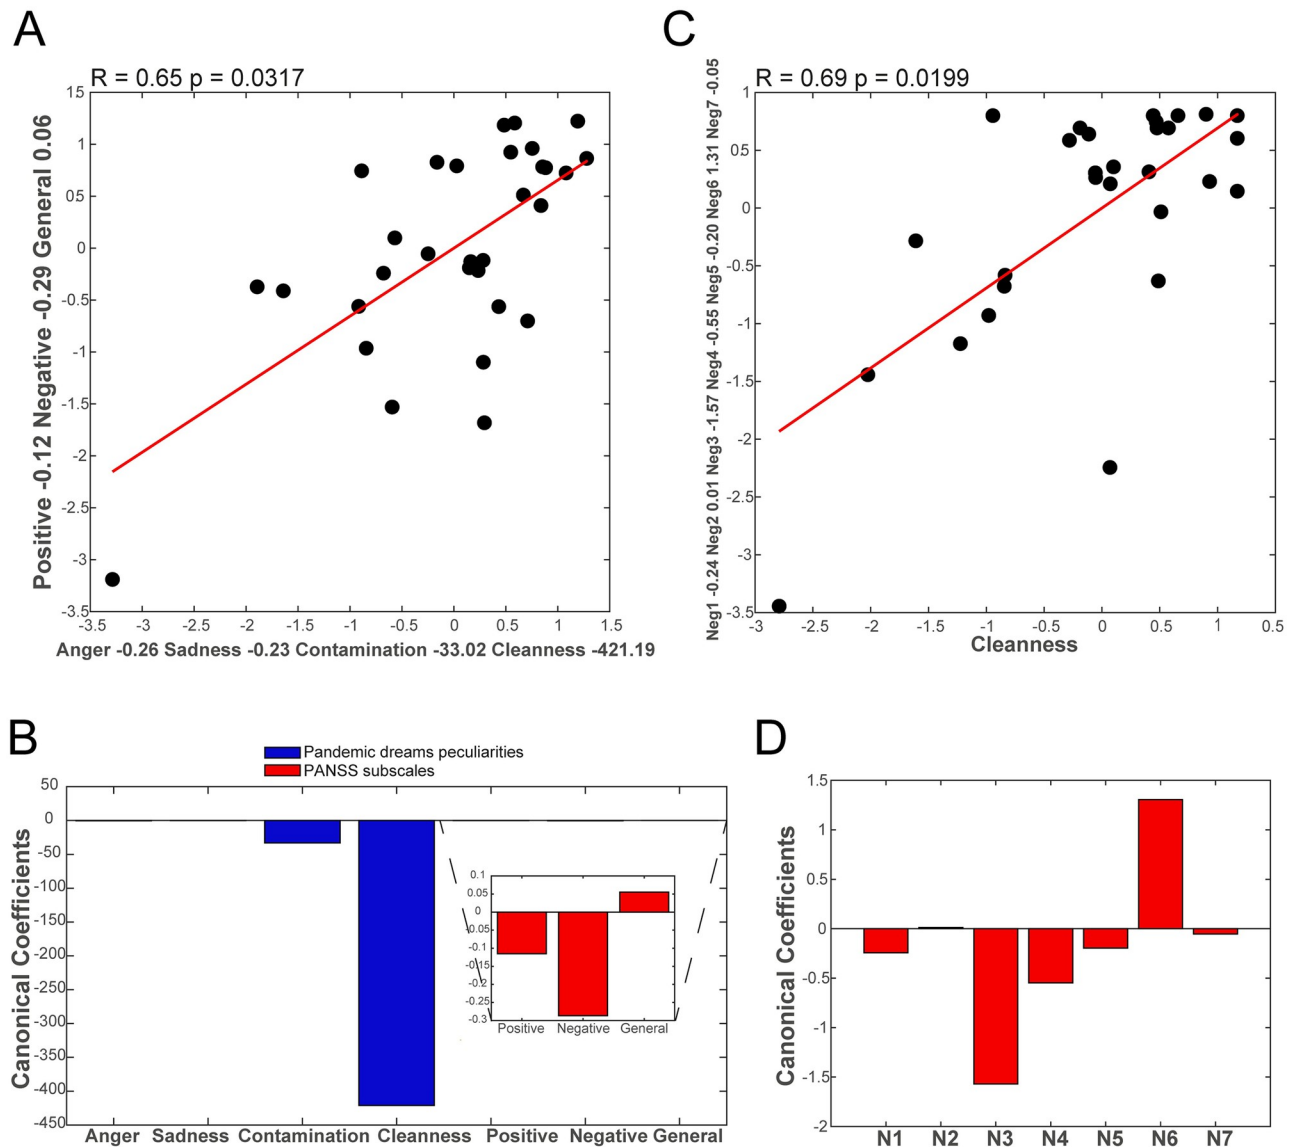 A
R = 0.65 p = 0.0317
Positive -0.12 Negative -0.29 General 0.06
15
1
05
0
-0.5
-1
-1.5
-2
-2.5
-3
-3.5
-3.5 -3 -2.5 -2 -1.5 -1 -0.5 0 0.5 1 1.5
Anger -0.26 Sadness -0.23 Contamination -33.02 Cleanness -421.19
C
R = 0.69 p = 0.0199
Neg1 -0.24 Neg2 0.01 Neg3 -1.57 Neg4 -0.55 Neg5 -0.20 Neg6 1.31 Neg7 -0.05
1
0.5
0
-0.5
-1
-1.5
-2
-2.5
-3
-3.5
-3 -2.5 -2 -1.5 -1 -0.5 0 0.5 1 0.5
Cleanness
B
Pandemic dreams peculiarities
PANSS subscales
Canonical Coefficients
50
0
-50
-100
-150
-200
-250
-300
-350
-400
-450
Anger Sadness Contamination Cleanness Positive Negative General
0.1
0.05
0
-0.05
-0.1
-0.15
-0.2
-0.25
-0.3
Positive Negative General
D
Canonical Coefficients
1.5
1
0.5
0
-0.5
-1
-1.5
-2
N1 N2 N3 N4 N5 N6 N7